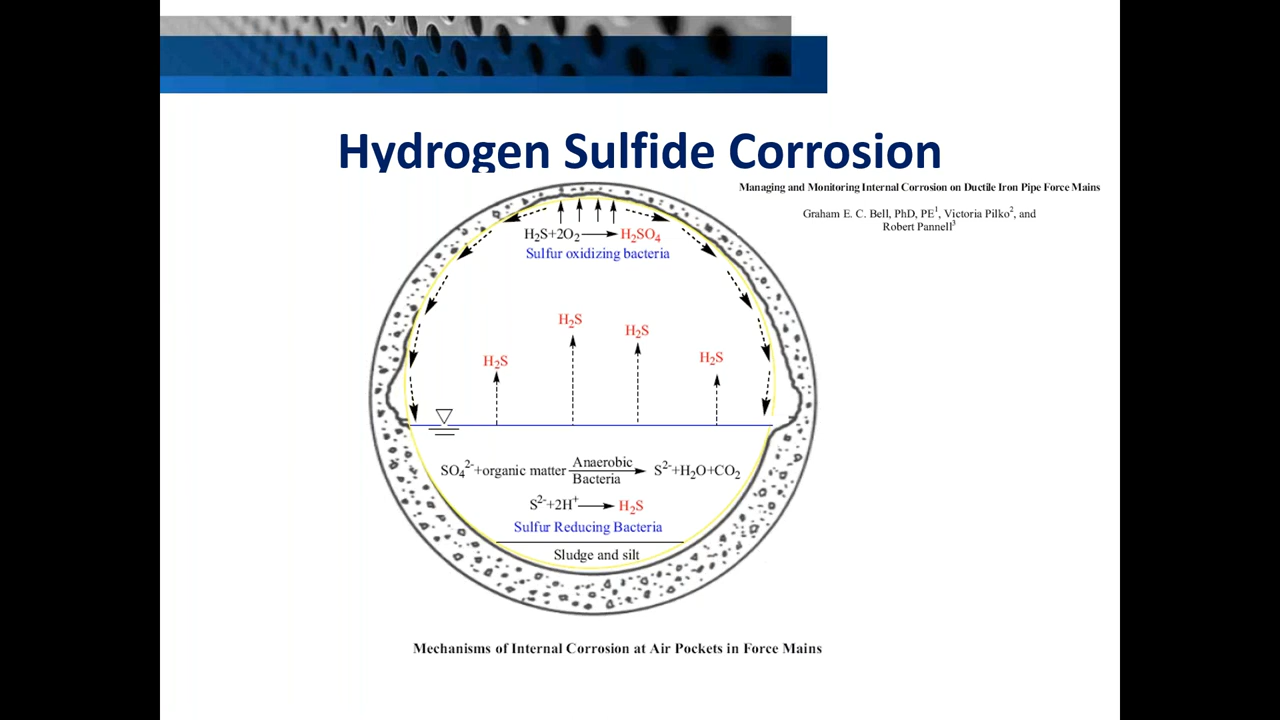 Hydrogen Sulfide Corrosion
Managing and Monitoring Internal Corrosion on Ductile Iron Pipe Force Mains
Graham E. C. Bell, PhD, PE¹, Victoria Pilko², and
Robert Pannell³
H₂S+2O₂ → H₂SO₄
Sulfur oxidizing bacteria
H₂S
H₂S
H₂S
H₂S
SO₄²⁻+organic matter Anaerobic Bacteria → S²⁻+H₂O+CO₂
S²⁻+2H⁺ → H₂S
Sulfur Reducing Bacteria
Sludge and silt
Mechanisms of Internal Corrosion at Air Pockets in Force Mains